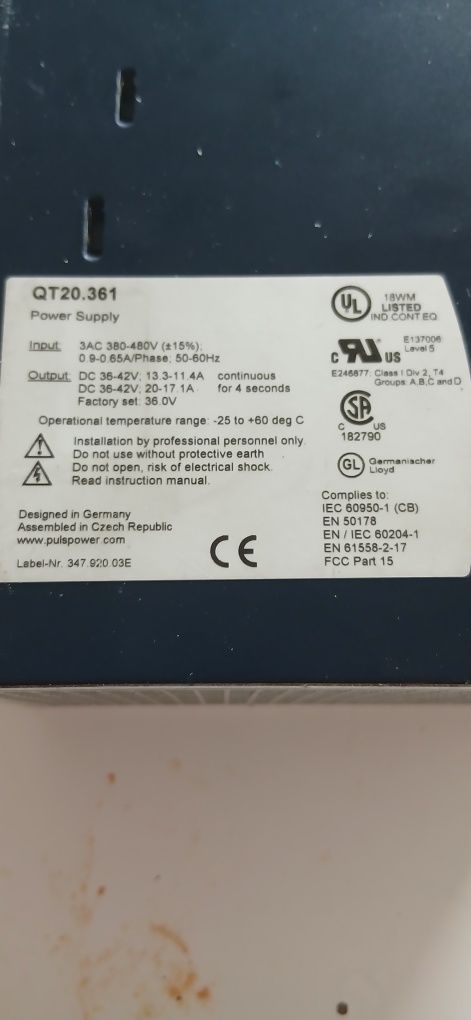 QT20.361
Power Supply
Input: 3AC 380-480V (±15%);
0.9-0.65A/Phase; 50-60Hz
Output: DC 36-42V; 13.3-11.4A continuous
DC 36-42V; 20-17.1A for 4 seconds
Factory set: 36.0V
Operational temperature range: -25 to +60 deg C
Installation by professional personnel only.
Do not use without protective earth
Do not open, risk of electrical shock.
Read instruction manual.
Designed in Germany
Assembled in Czech Republic
www.pulspower.com
Label-Nr. 347.920.03E
CE
UL
18WM
LISTED
IND CONT EQ.
C RU US
E137006
Level 5
E246877: Class I Div 2, T4
Groups: A,B,C and D
SA
C US
182790
GL
Germanischer
Lloyd
Complies to:
IEC 60950-1 (CB)
EN 50178
EN / IEC 60204-1
EN 61558-2-17
FCC Part 15